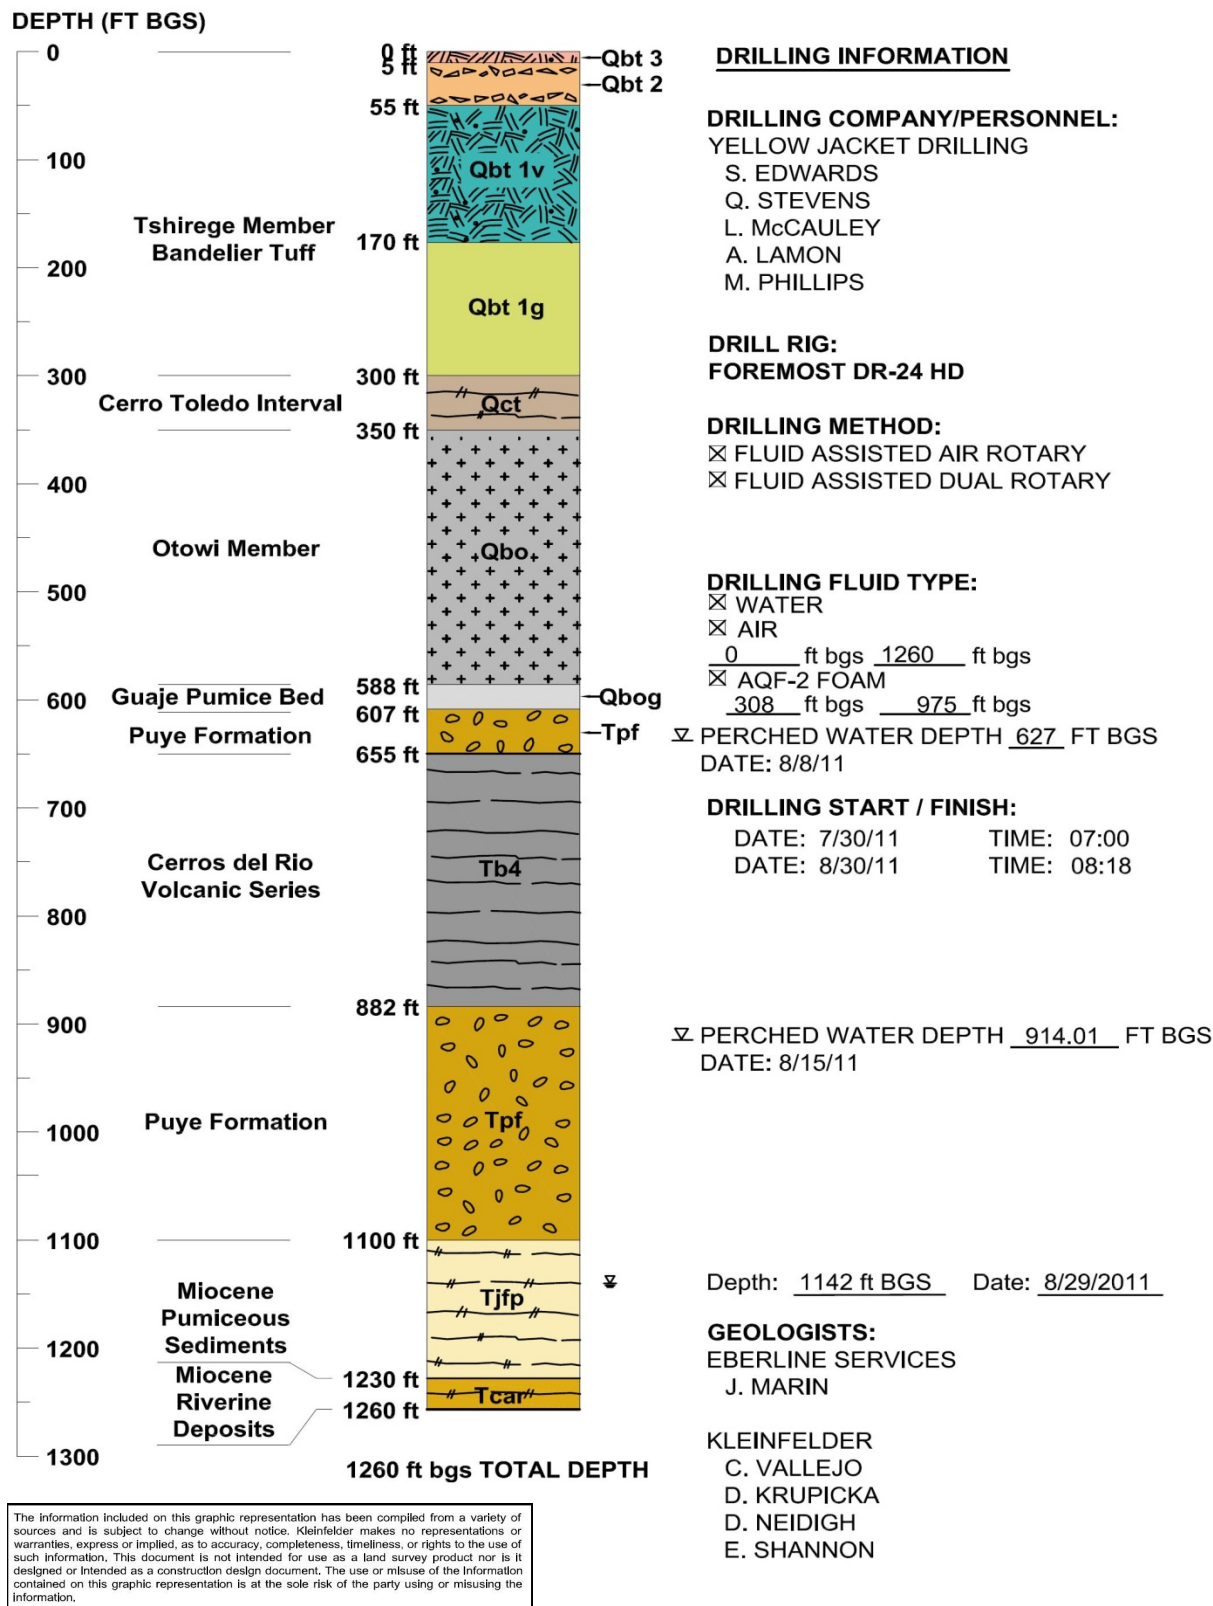 DEPTH (FT BGS)
0
100
200
300
400
500
600
700
800
900
1000
1100
1200
1300
Tshirege Member
Bandelier Tuff
Cerro Toledo Interval
Otowi Member
Guaje Pumice Bed
Puye Formation
Cerros del Rio
Volcanic Series
Puye Formation
Miocene
Pumiceous
Sediments
Miocene
Riverine
Deposits
0 ft
5 ft
55 ft
170 ft
300 ft
350 ft
588 ft
607 ft
655 ft
882 ft
1100 ft
1230 ft
1260 ft
Qbt 3
Qbt 2
Qbt 1v
Qbt 1g
Qct
Qbo
Qbog
Tpf
Tb4
Tpf
Tjfp
Tcar
1260 ft bgs TOTAL DEPTH
DRILLING INFORMATION
DRILLING COMPANY/PERSONNEL:
YELLOW JACKET DRILLING
S. EDWARDS
Q. STEVENS
L. McCAULEY
A. LAMON
M. PHILLIPS
DRILL RIG:
FOREMOST DR-24 HD
DRILLING METHOD:
☒ FLUID ASSISTED AIR ROTARY
☒ FLUID ASSISTED DUAL ROTARY
DRILLING FLUID TYPE:
☒ WATER
☒ AIR
0 ft bgs 1260 ft bgs
☒ AQF-2 FOAM
308 ft bgs 975 ft bgs
PERCHED WATER DEPTH 627 FT BGS
DATE: 8/8/11
DRILLING START / FINISH:
DATE: 7/30/11 TIME: 07:00
DATE: 8/30/11 TIME: 08:18
PERCHED WATER DEPTH 914.01 FT BGS
DATE: 8/15/11
Depth: 1142 ft BGS Date: 8/29/2011
GEOLOGISTS:
EBERLINE SERVICES
J. MARIN
KLEINFELDER
C. VALLEJO
D. KRUPICKA
D. NEIDIGH
E. SHANNON
The information included on this graphic representation has been compiled from a variety of
sources and is subject to change without notice. Kleinfelder makes no representations or
warranties, express or implied, as to accuracy, completeness, timeliness, or rights to the use of
such information. This document is not intended for use as a land survey product nor is it
designed or intended as a construction design document. The use or misuse of the information
contained on this graphic representation is at the sole risk of the party using or misusing the
information.